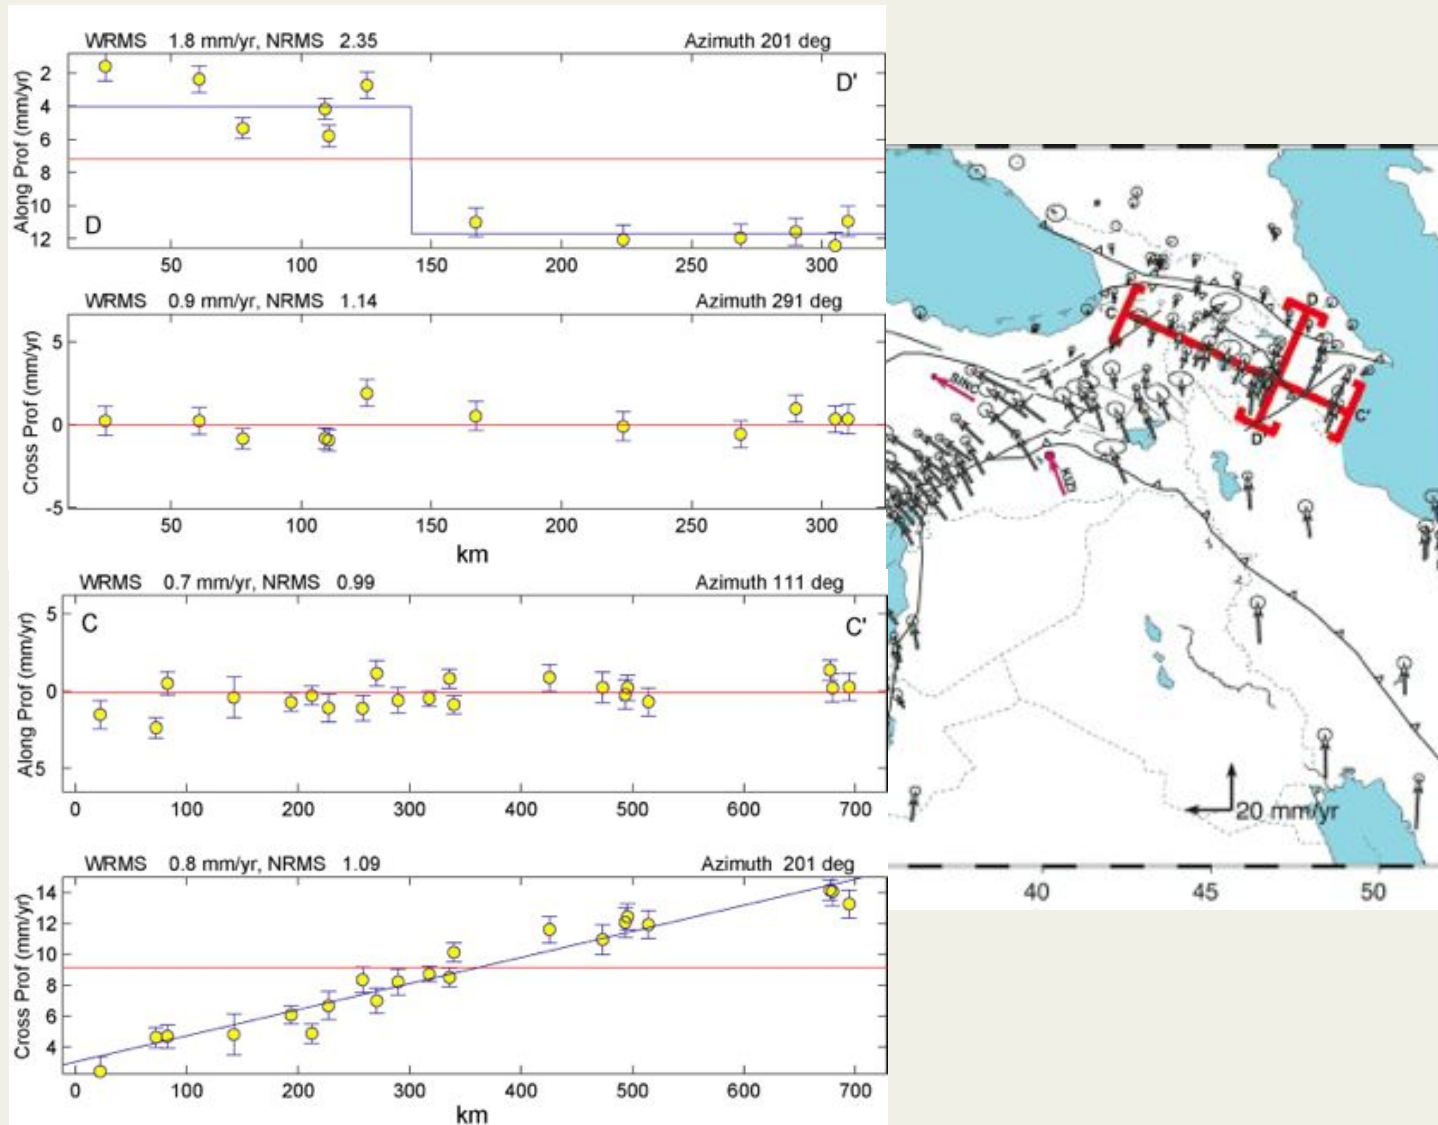 WRMS 1.8 mm/yr, NRMS 2.35 Azimuth 201 deg
Along Prof (mm/yr)
2
4
6
8
10
12
D
D'
50 100 150 200 250 300
WRMS 0.9 mm/yr, NRMS 1.14 Azimuth 291 deg
Cross Prof (mm/yr)
5
0
-5
50 100 150 200 250 300
km
WRMS 0.7 mm/yr, NRMS 0.99 Azimuth 111 deg
Along Prof (mm/yr)
5
0
5
C
C'
0 100 200 300 400 500 600 700
WRMS 0.8 mm/yr, NRMS 1.09 Azimuth 201 deg
Cross Prof (mm/yr)
14
12
10
8
6
4
0 100 200 300 400 500 600 700
km
C
D
SINC
C'
D'
KIZI
20 mm/yr
40 45 50